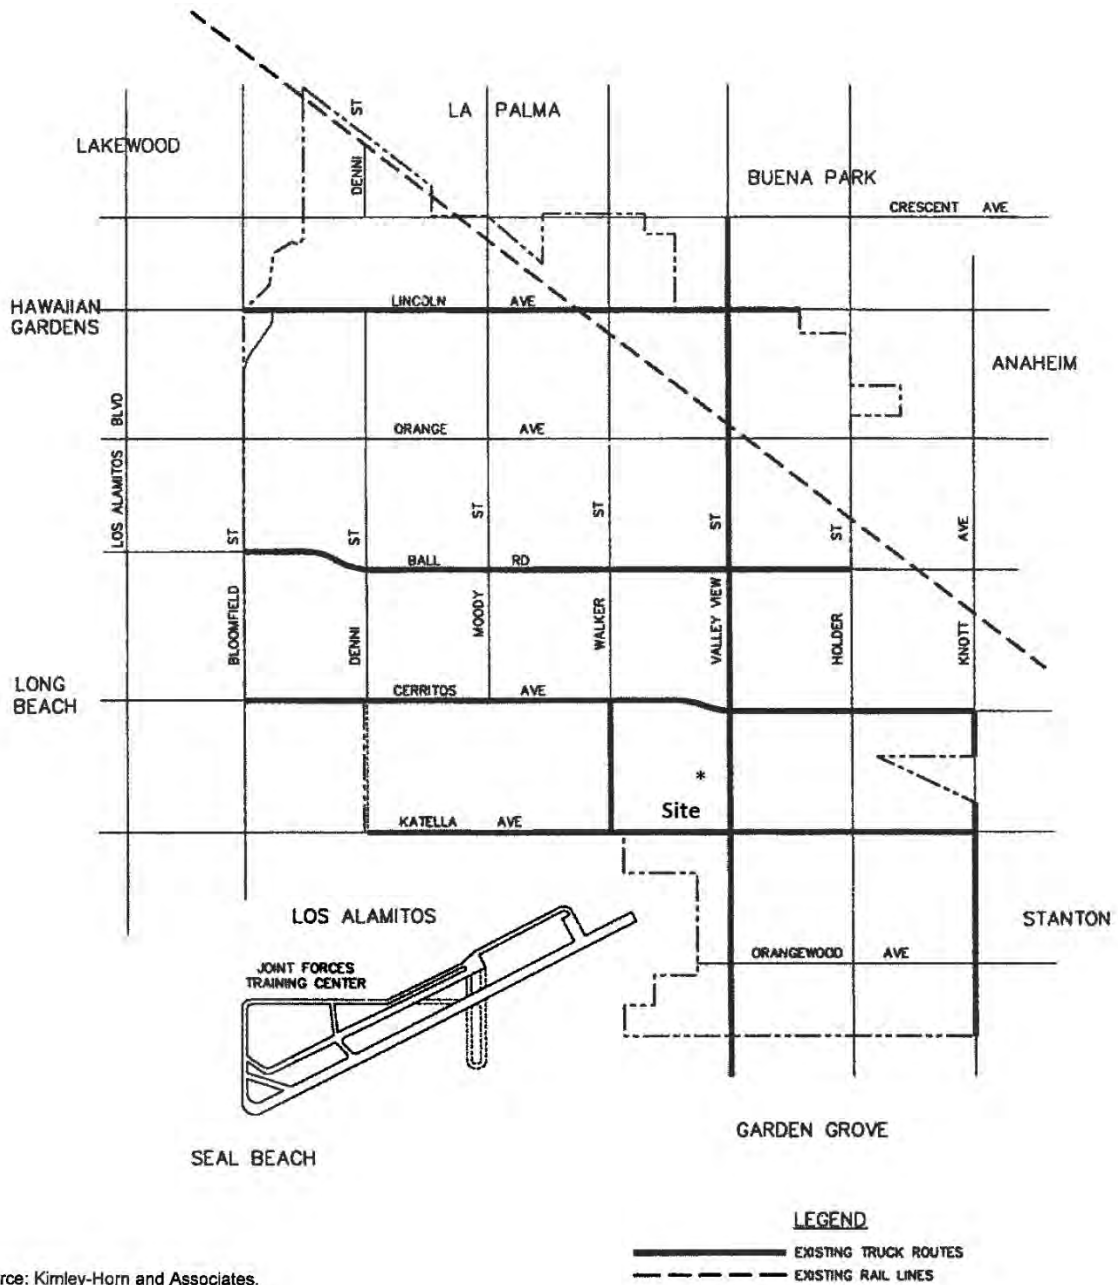 LA PALMA
LAKEWOOD
DENNI ST
BUENA PARK
CRESCENT AVE
HAWAIIAN
GARDENS
LINCOLN AVE
ANAHEIM
LOS ALAMITOS BLVD
ORANGE AVE
BLOOMFIELD ST
DENNI ST
MOODY ST
WALKER ST
VALLEY VIEW ST
HOLDER ST
KNOTT AVE
BALL RD
LONG
BEACH
CERRITOS AVE
*
Site
KATELLA AVE
LOS ALAMITOS
STANTON
ORANGEWOOD AVE
JOINT FORCES
TRAINING CENTER
GARDEN GROVE
SEAL BEACH
LEGEND
EXISTING TRUCK ROUTES
EXISTING RAIL LINES
rce: Kimley-Horn and Associates.